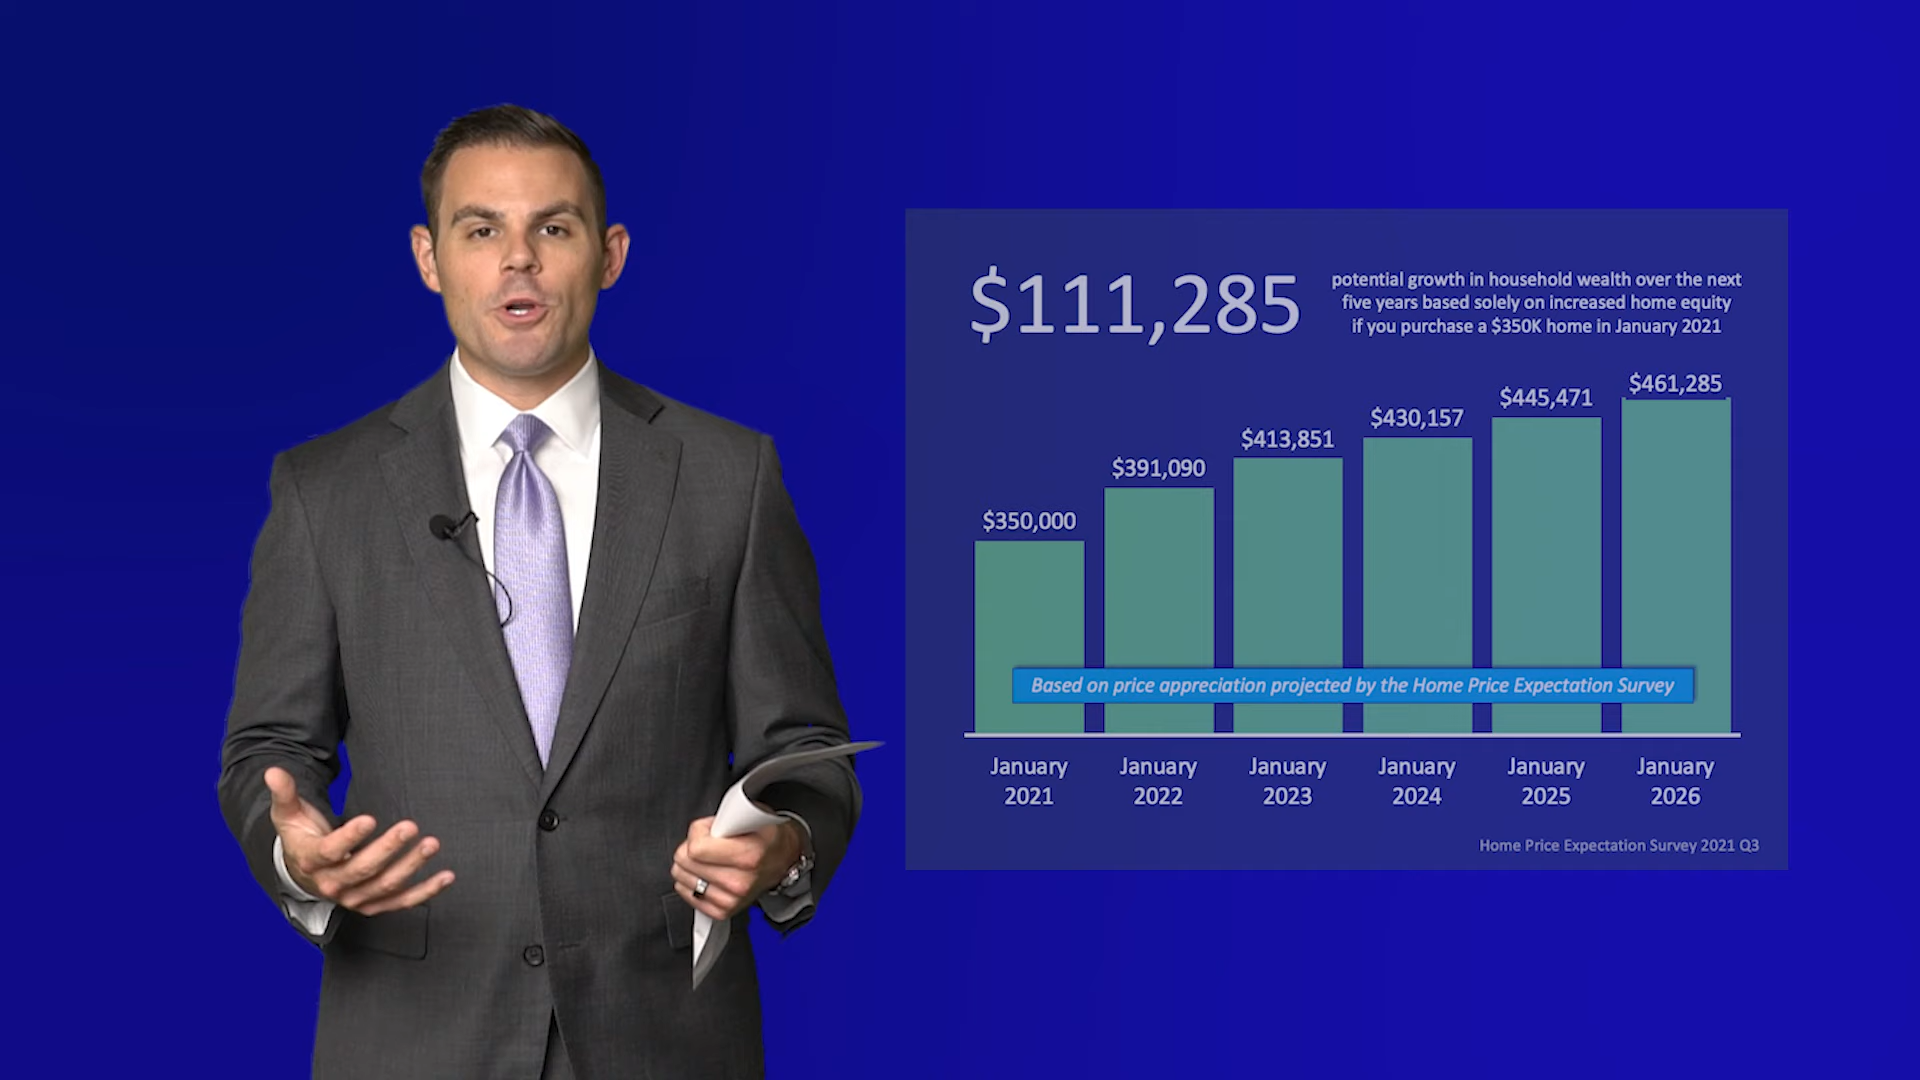 $111,285
potential growth in household wealth over the next
five years based solely on increased home equity
if you purchase a $350K home in January 2021
$350,000
$391,090
$413,851
$430,157
$445,471
$461,285
Based on price appreciation projected by the Home Price Expectation Survey
January
2021
January
2022
January
2023
January
2024
January
2025
January
2026
Home Price Expectation Survey 2021 Q3